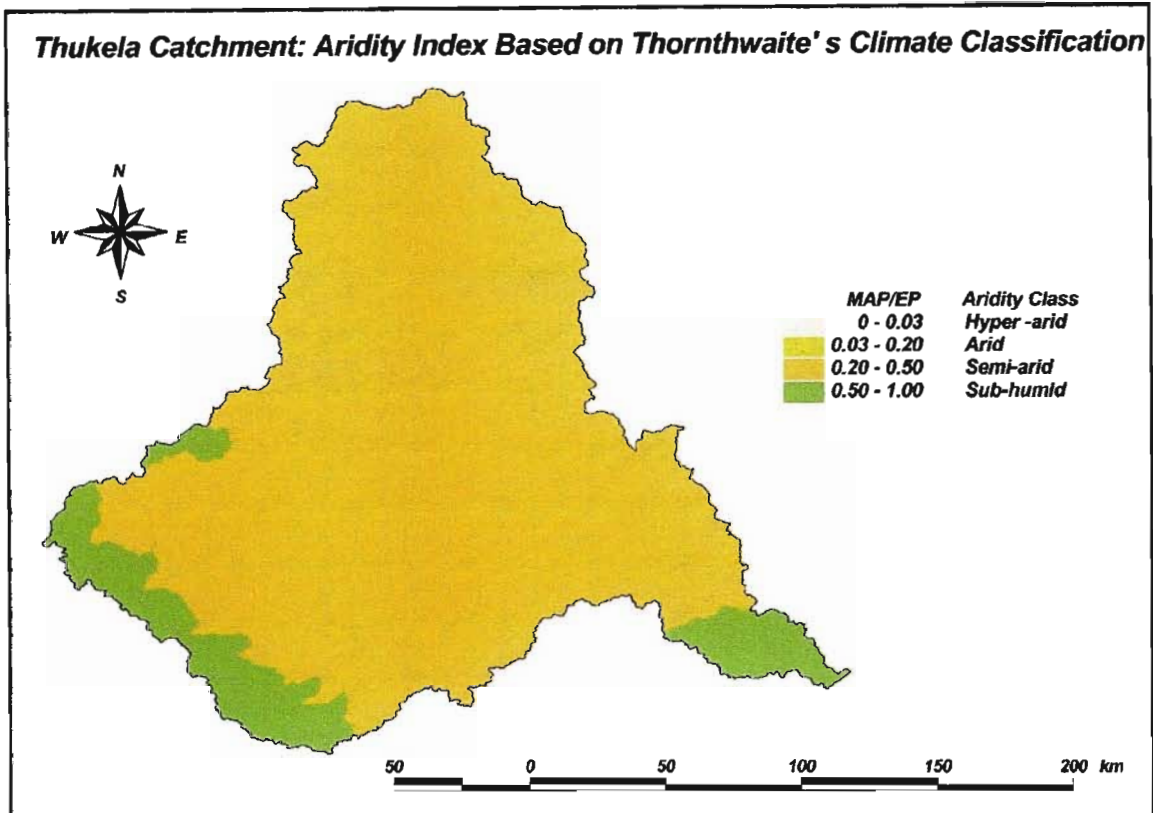 Thukela Catchment: Aridity Index Based on Thornthwaite' s Climate Classification
N
W E
S
MAP/EP Aridity Class
0 - 0.03 Hyper -arid
0.03 - 0.20 Arid
0.20 - 0.50 Semi-arid
0.50 - 1.00 Sub-humid
50 0 50 100 150 200 km